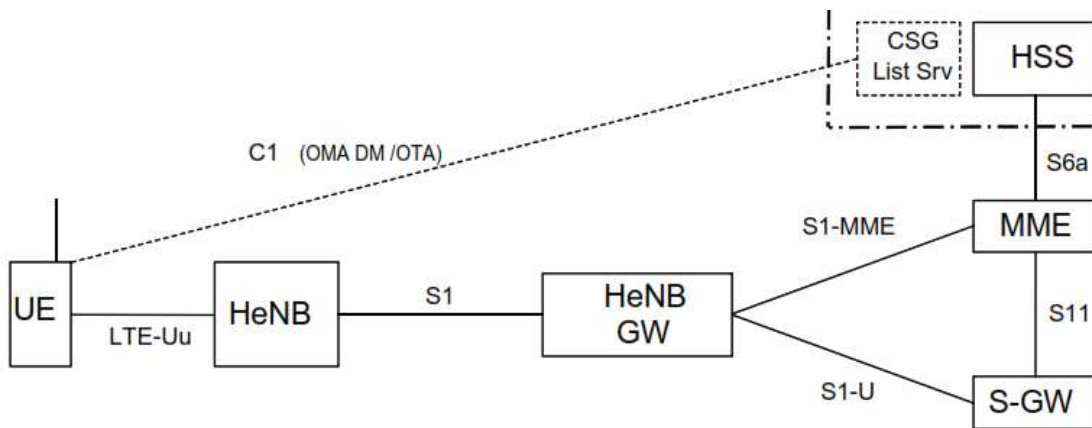 CSG
List Srv
HSS
C1 (OMA DM /OTA)
S6a
S1-MME
MME
UE
LTE-Uu
HeNB
S1
HeNB
GW
S11
S1-U
S-GW